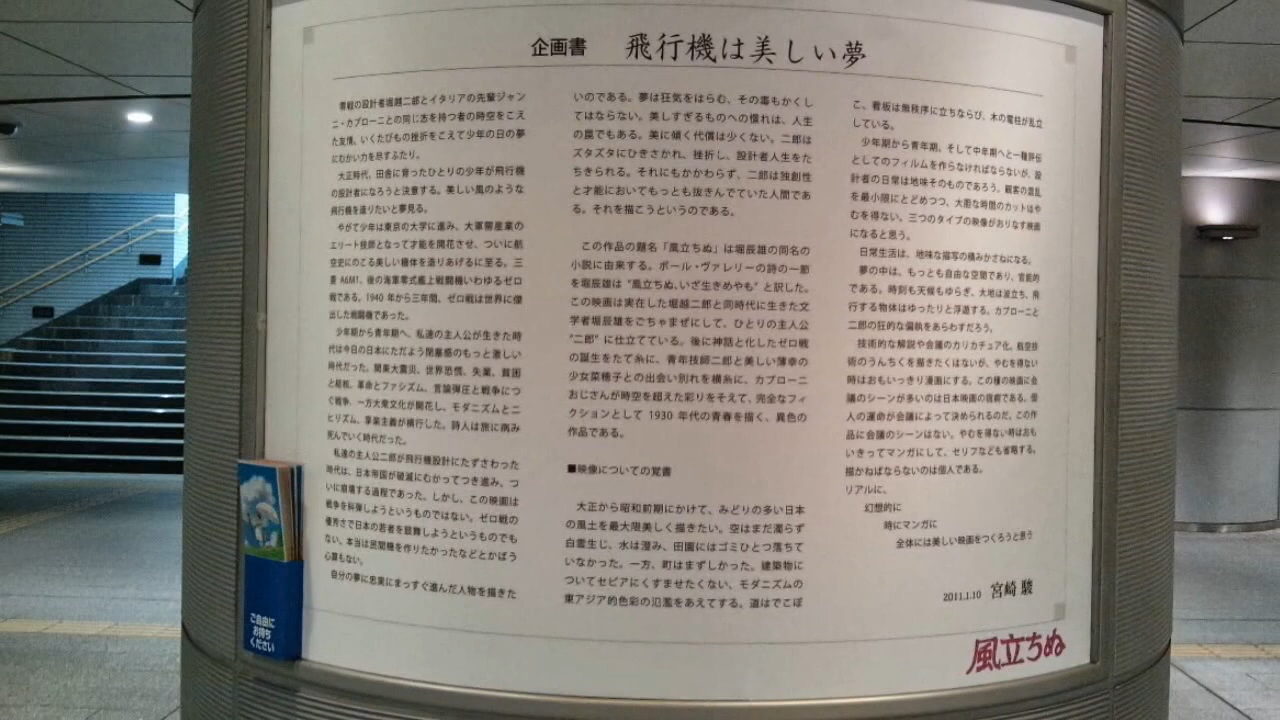 企画書 飛行機は美しい夢
零戦の設計者堀越二郎とイタリアの先輩ジャン
ニ・カプローニとの同じ志を持つ者の時空をこえ
た友情。いくたびもの挫折をこえて少年の日の夢
にむかい力を尽すふたり。
大正時代、田舎に育ったひとりの少年が飛行機
の設計者になろうと決意する。美しい風のような
飛行機を造りたいと夢見る。
やがて少年は東京の大学に進み、大軍需産業の
エリート技師となって才能を開花させ、ついに航
空史にのこる美しい機体を造りあげるに至る。三
菱 A6M1、後の海軍零式艦上戦闘機いわゆるゼロ
戦である。1940 年から三年間、ゼロ戦は世界に傑
出した戦闘機であった。
少年期から青年期へ、私達の主人公が生きた時
代は今日の日本にただよう閉塞感のもっと激しい
時代だった。関東大震災、世界恐慌、失業、貧困
と結核、革命とファシズム、言論弾圧と戦争につ
ぐ戦争、一方大衆文化が開花し、モダニズムとニ
ヒリズム、享楽主義が横行した。詩人は旅に病み
死んでいく時代だった。
私達の主人公二郎が飛行機設計にたずさわった
時代は、日本帝国が破滅にむかってつき進み、つ
いに崩壊する過程であった。しかし、この映画は
戦争を糾弾しようというものではない。ゼロ戦の
優秀さで日本の若者を鼓舞しようというものでも
ない。本当は民間機を作りたかったなどとかばう
心算もない。
自分の夢に忠実にまっすぐ進んだ人物を描きた
いのである。夢は狂気をはらむ、その毒もかくし
てはならない。美しすぎるものへの憬れは、人生
の罠でもある。美に傾く代償は少くない。二郎は
ズタズタにひきさかれ、挫折し、設計者人生をた
ちきられる。それにもかかわらず、二郎は独創性
と才能においてもっとも抜きんでていた人間であ
る。それを描こうというのである。
この作品の題名「風立ちぬ」は堀辰雄の同名の
小説に由来する。ポール・ヴァレリーの詩の一節
を堀辰雄は“風立ちぬ、いざ生きめやも”と訳した。
この映画は実在した堀越二郎と同時代に生きた文
学者堀辰雄をごちゃまぜにして、ひとりの主人公
“二郎”に仕立てている。後に神話と化したゼロ戦
の誕生をたて糸に、青年技師二郎と美しい薄幸の
少女菜穂子との出会い別れを横糸に、カプローニ
おじさんが時空を超えた彩りをそえて、完全なフィ
クションとして 1930 年代の青春を描く、異色の
作品である。
■映像についての覚書
大正から昭和前期にかけて、みどりの多い日本
の風土を最大限美しく描きたい。空はまだ濁らず
白雲生じ、水は澄み、田園にはゴミひとつ落ちて
いなかった。一方、町はまずしかった。建築物に
ついてセピアにくすませたくない、モダニズムの
東アジア的色彩の氾濫をあえてする。道はでこぼ
こ、看板は無秩序に立ちならび、木の電柱が乱立
している。
少年期から青年期、そして中年期へと一種評伝
としてのフィルムを作らなければならないが、設
計者の日常は地味そのものであろう。観客の混乱
を最小限にとどめつつ、大胆な時間のカットはや
むを得ない。三つのタイプの映像がおりなす映画
になると思う。
日常生活は、地味な描写の積みかさねになる。
夢の中は、もっとも自由な空間であり、官能的
である。時刻も天候もゆらぎ、大地は波立ち、飛
行する物体はゆったりと浮遊する。カプローニと
二郎の狂的な偏執をあらわすだろう。
技術的な解説や会議のカリカチュア化。航空技
術のうんちくを描きたくはないが、やむを得ない
時はおもいっきり漫画にする。この種の映画に会
議のシーンが多いのは日本映画の宿痾である。個
人の運命が会議によって決められるのだ。この作
品に会議のシーンはない。やむを得ない時はおも
いきってマンガにして、セリフなども省略する。
描かねばならないのは個人である。
リアルに、
幻想的に
時にマンガに
全体には美しい映画をつくろうと思う
2011.1.10 宮崎 駿
風立ちぬ
ご自由に
お持ち
ください